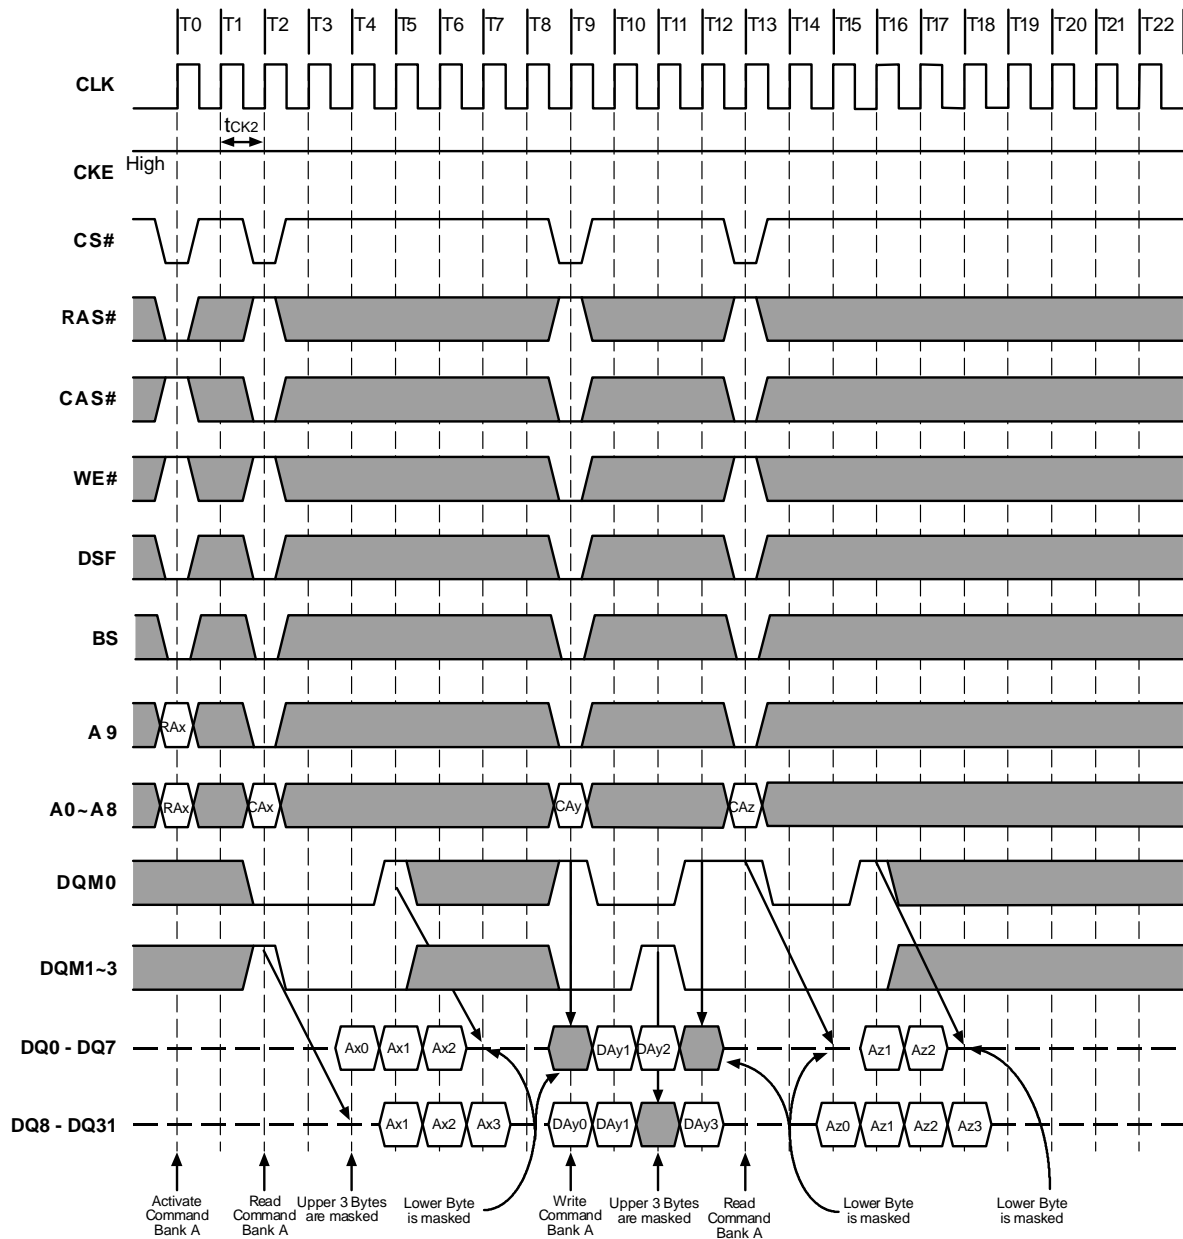 T0 T1 T2 T3 T4 T5 T6 T7 T8 T9 T10 T11 T12 T13 T14 T15 T16 T17 T18 T19 T20 T21 T22
CLK
tCK2
High
CKE
CS#
RAS#
CAS#
WE#
DSF
BS
RAx
A 9
RAx CAx CAy CAz
A0~A8
DQM0
DQM1~3
DQ0 - DQ7
Ax0 Ax1 Ax2 DAy1 DAy2 Az1 Az2
DQ8 - DQ31
Ax1 Ax2 Ax3 DAy0 DAy1 DAy3 Az0 Az1 Az2 Az3
Activate
Command
Bank A
Read
Command
Bank A
Upper 3 Bytes
are masked
Lower Byte
is masked
Write
Command
Bank A
Upper 3 Bytes
are masked
Read
Command
Bank A
Lower Byte
is masked
Lower Byte
is masked